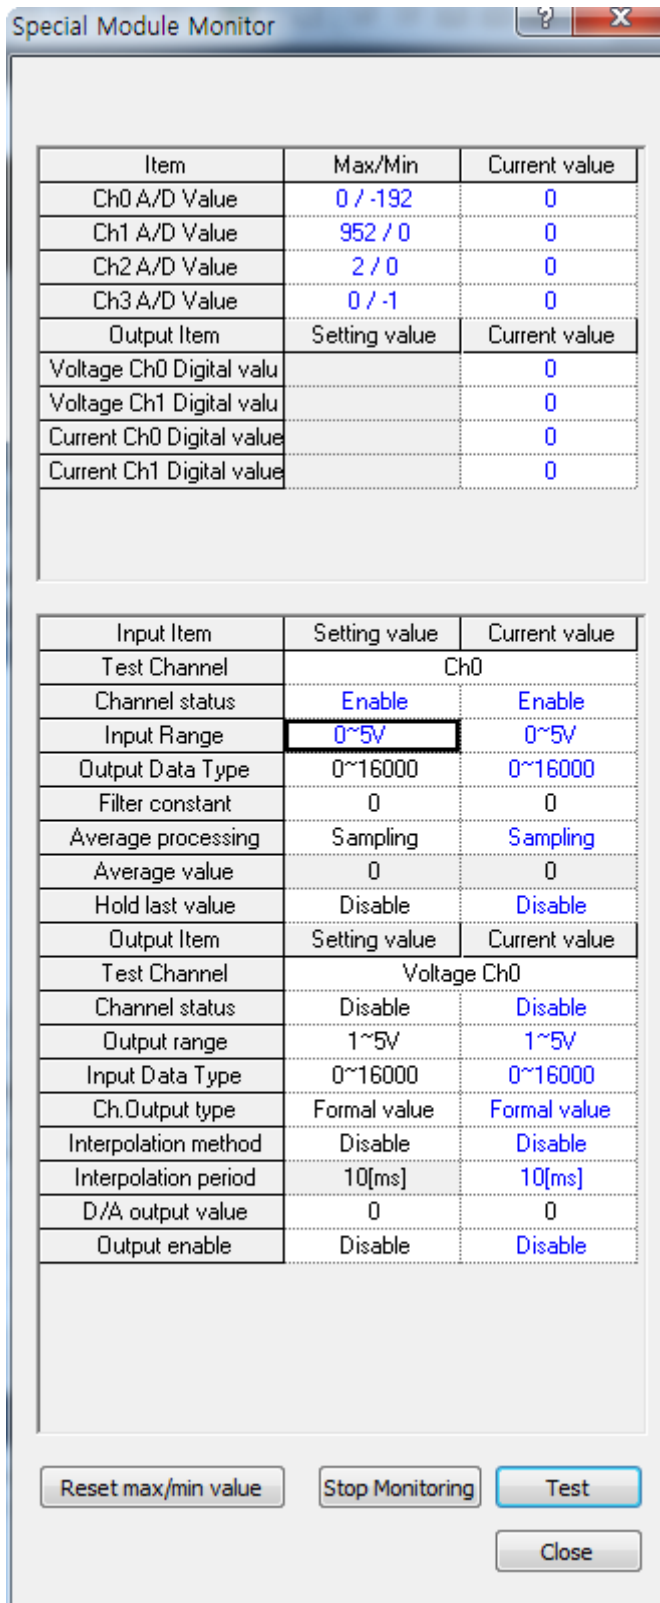 Special Module Monitor
? X
Item Max/Min Current value
Ch0 A/D Value 0 / -192 0
Ch1 A/D Value 952 / 0 0
Ch2 A/D Value 2 / 0 0
Ch3 A/D Value 0 / -1 0
Output Item Setting value Current value
Voltage Ch0 Digital valu 0
Voltage Ch1 Digital valu 0
Current Ch0 Digital value 0
Current Ch1 Digital value 0
Input Item Setting value Current value
Test Channel Ch0
Channel status Enable Enable
Input Range 0~5V 0~5V
Output Data Type 0~16000 0~16000
Filter constant 0 0
Average processing Sampling Sampling
Average value 0 0
Hold last value Disable Disable
Output Item Setting value Current value
Test Channel Voltage Ch0
Channel status Disable Disable
Output range 1~5V 1~5V
Input Data Type 0~16000 0~16000
Ch.Output type Formal value Formal value
Interpolation method Disable Disable
Interpolation period 10[ms] 10[ms]
D/A output value 0 0
Output enable Disable Disable
Reset max/min value Stop Monitoring Test
Close